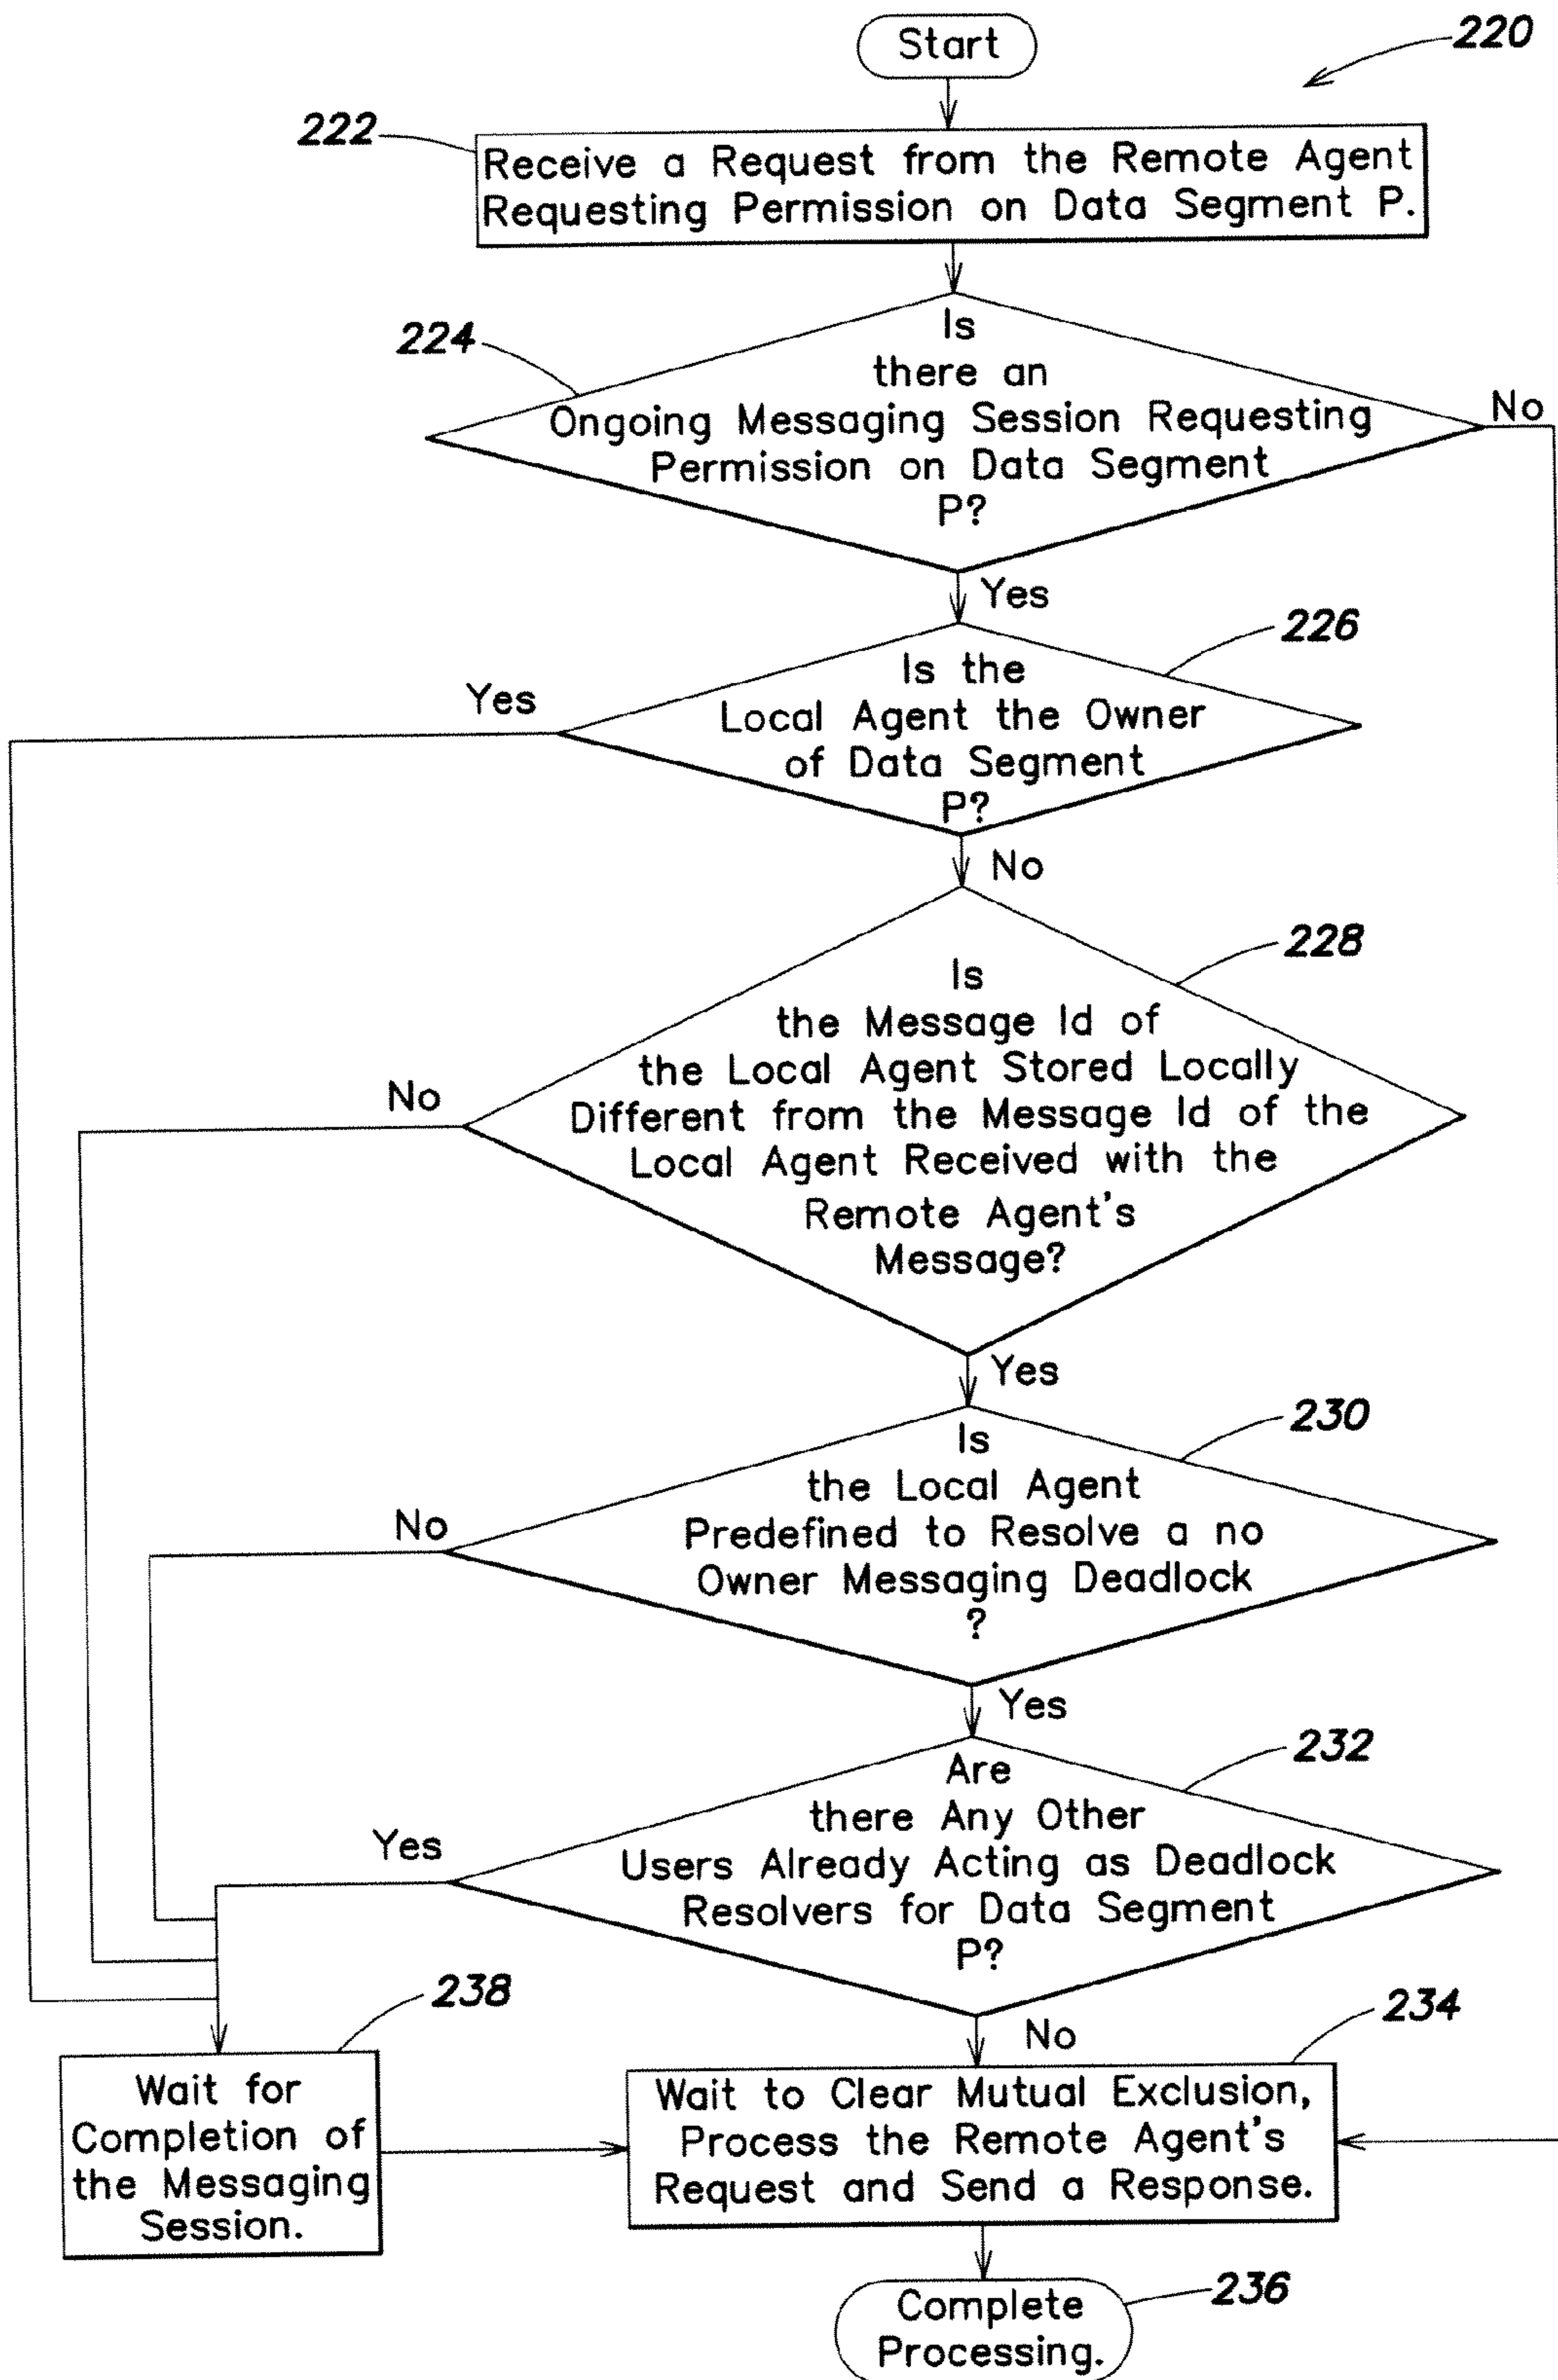 Start
220
222
Receive a Request from the Remote Agent
Requesting Permission on Data Segment P.
224
Is
there an
Ongoing Messaging Session Requesting
Permission on Data Segment
P?
No
Yes
226
Is the
Local Agent the Owner
of Data Segment
P?
Yes
No
228
Is
the Message Id of
the Local Agent Stored Locally
Different from the Message Id of the
Local Agent Received with the
Remote Agent's
Message?
No
Yes
230
Is
the Local Agent
Predefined to Resolve a no
Owner Messaging Deadlock
?
No
Yes
232
Are
there Any Other
Users Already Acting as Deadlock
Resolvers for Data Segment
P?
Yes
No
238
Wait for
Completion of
the Messaging
Session.
234
Wait to Clear Mutual Exclusion,
Process the Remote Agent's
Request and Send a Response.
236
Complete
Processing.